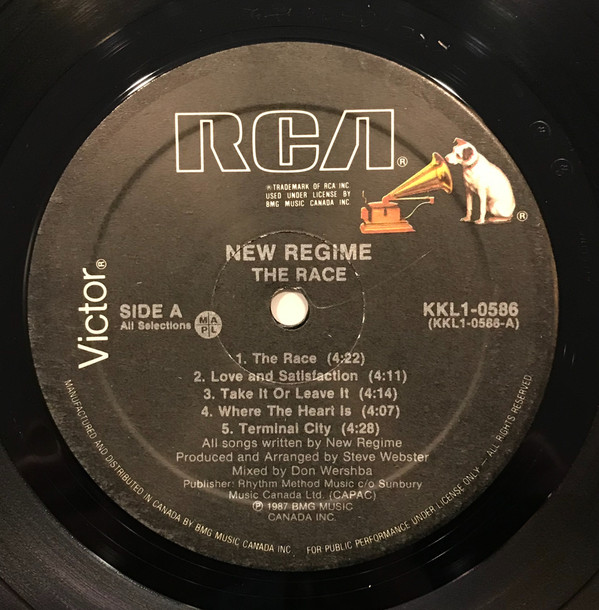 RCA®
® TRADEMARK OF RCA INC
USED UNDER LICENSE BY
BMG MUSIC CANADA INC
®
NEW REGIME
THE RACE
Victor®
SIDE A
All Selections
M A P L
KKL1-0586
(KKL1-0586-A)
1. The Race (4:22)
2. Love and Satisfaction (4:11)
3. Take It Or Leave It (4:14)
4. Where The Heart Is (4:07)
5. Terminal City (4:28)
All songs written by New Regime
Produced and Arranged by Steve Webster
Mixed by Don Wershba
Publisher: Rhythm Method Music c/o Sunbury
Music Canada Ltd. (CAPAC)
℗ 1987 BMG MUSIC
CANADA INC.
MANUFACTURED AND DISTRIBUTED IN CANADA BY BMG MUSIC CANADA INC FOR PUBLIC PERFORMANCE UNDER LICENSE ONLY — ALL RIGHTS RESERVED